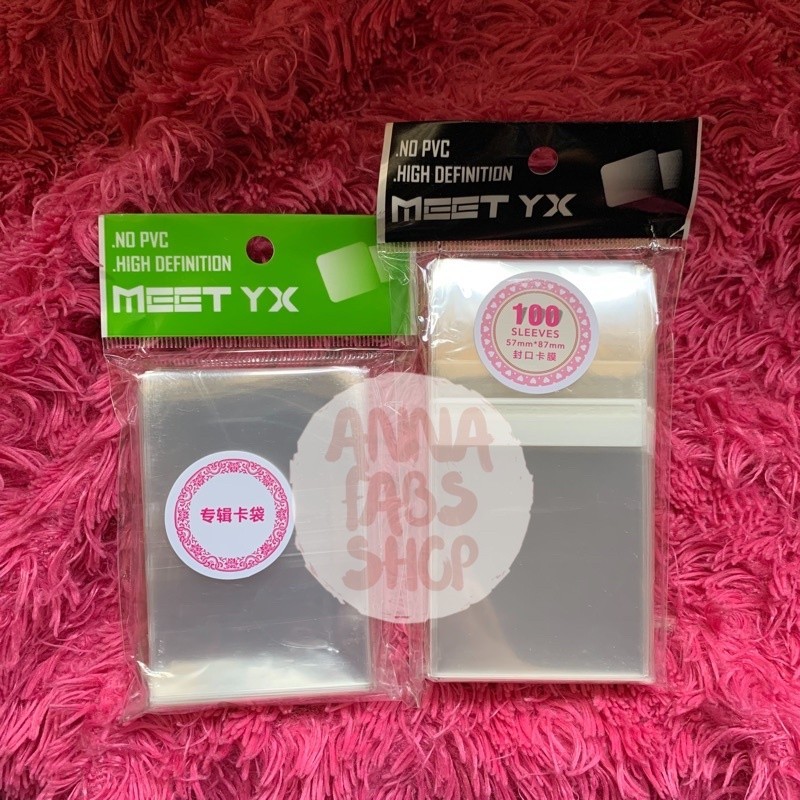 .NO PVC
.HIGH DEFINITION
MEET YX
专辑卡袋
.NO PVC
.HIGH DEFINITION
MEET YX
100
SLEEVES
57mm*87mm
封口卡膜
ANNA
fABS
SHOP